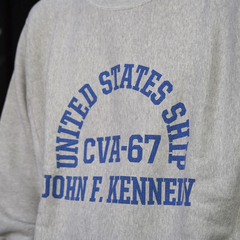 UNITED STATES SHIP
CVA-67
JOHN F. KENNEDY